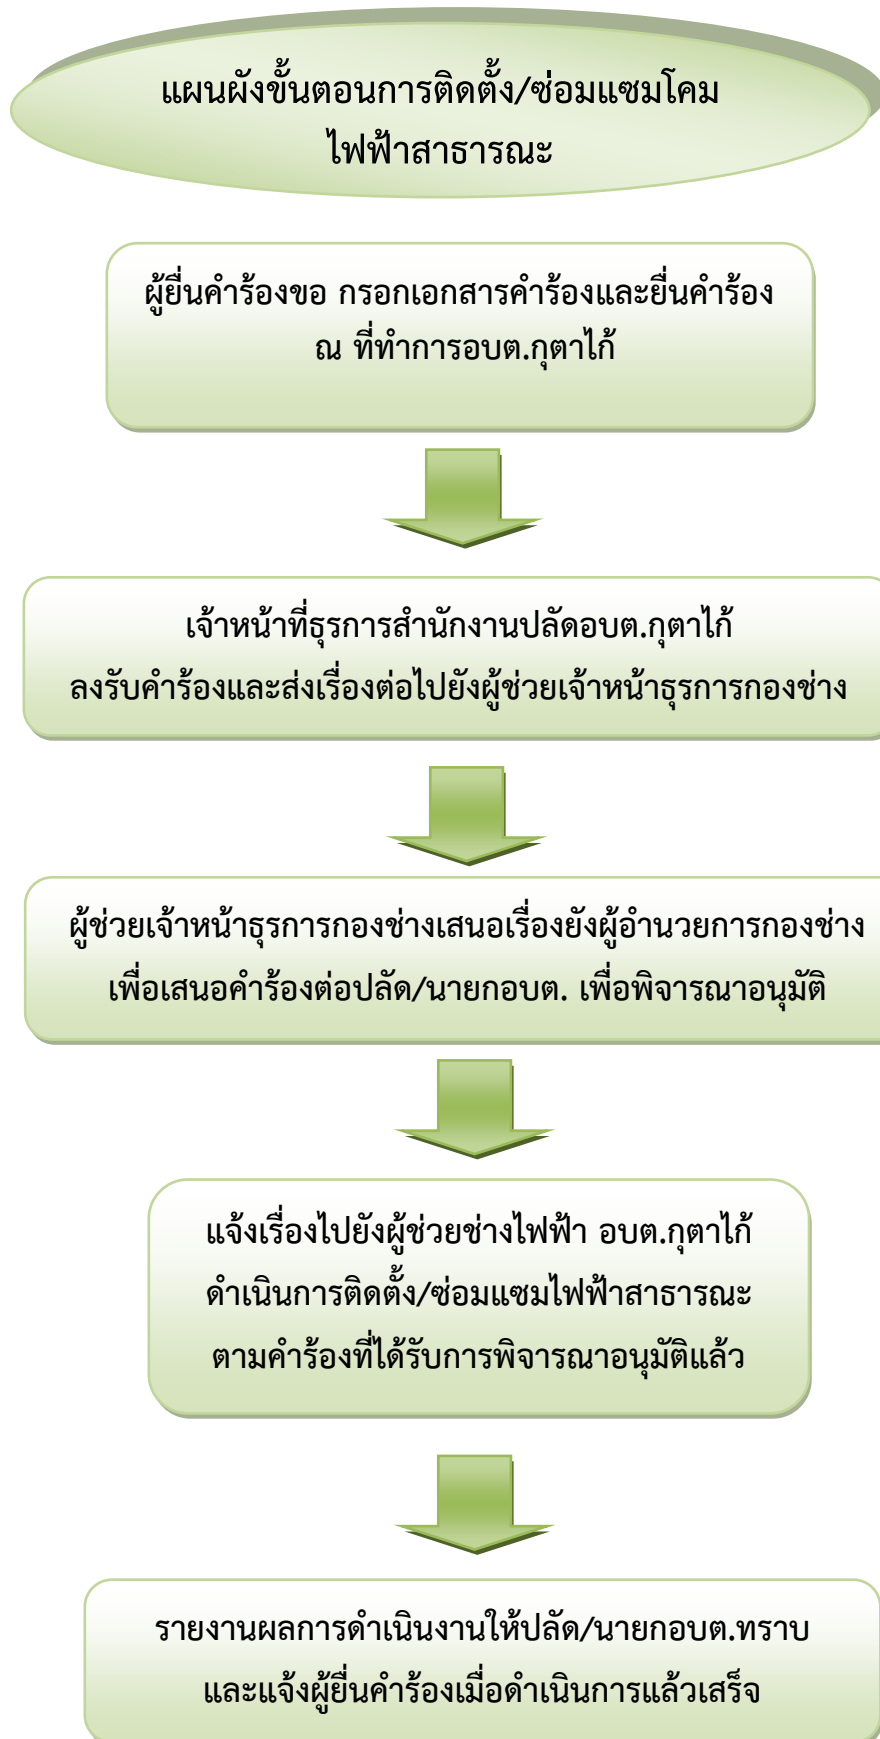 แผนผังขั้นตอนการติดตั้ง/ซ่อมแซมโคม
ไฟฟ้าสาธารณะ
ผู้ยื่นคำร้องขอ กรอกเอกสารคำร้องและยื่นคำร้อง
ณ ที่ทำการอบต.กุตาไก้
เจ้าหน้าที่ธุรการสำนักงานปลัดอบต.กุตาไก้
ลงรับคำร้องและส่งเรื่องต่อไปยังผู้ช่วยเจ้าหน้าธุรการกองช่าง
ผู้ช่วยเจ้าหน้าธุรการกองช่างเสนอเรื่องยังผู้อำนวยการกองช่าง
เพื่อเสนอคำร้องต่อปลัด/นายกอบต. เพื่อพิจารณาอนุมัติ
แจ้งเรื่องไปยังผู้ช่วยช่างไฟฟ้า อบต.กุตาไก้
ดำเนินการติดตั้ง/ซ่อมแซมไฟฟ้าสาธารณะ
ตามคำร้องที่ได้รับการพิจารณาอนุมัติแล้ว
รายงานผลการดำเนินงานให้ปลัด/นายกอบต.ทราบ
และแจ้งผู้ยื่นคำร้องเมื่อดำเนินการแล้วเสร็จ